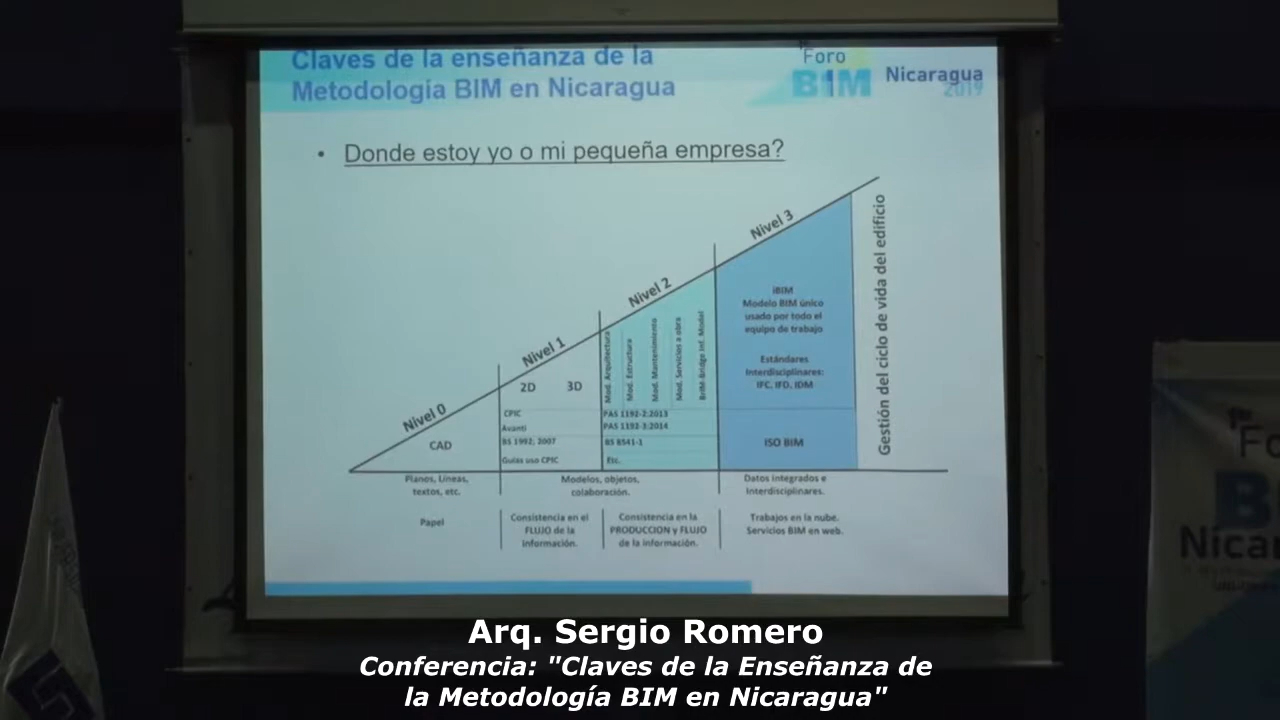 Claves de la enseñanza de la
Metodología BIM en Nicaragua
Foro
BIM
Nicaragua
2019
• Donde estoy yo o mi pequeña empresa?
Nivel 0
Nivel 1
Nivel 2
Nivel 3
CAD
2D 3D
CPIC
Avanti
BS 1992, 2007
Guias uso CPIC
Mod. Arquitectura
Mod. Estructura
Mod. Mantenimiento
Mod. Servicios a obra
BrIM-Bridge Inf. Model
PAS 1192-2:2013
PAS 1192-3:2014
BS 8541-1
Etc.
iBIM
Modelo BIM único
usado por todo el
equipo de trabajo
Estándares
Interdisciplinares:
IFC, IFD, IDM
ISO BIM
Gestión del ciclo de vida del edificio
Planos, Líneas,
textos, etc.
Modelos, objetos,
colaboración.
Datos integrados e
Interdisciplinares.
Papel
Consistencia en el
FLUJO de la
información.
Consistencia en la
PRODUCCION y FLUJO
de la información.
Trabajos en la nube.
Servicios BIM en web.
Arq. Sergio Romero
Conferencia: "Claves de la Enseñanza de
la Metodología BIM en Nicaragua"